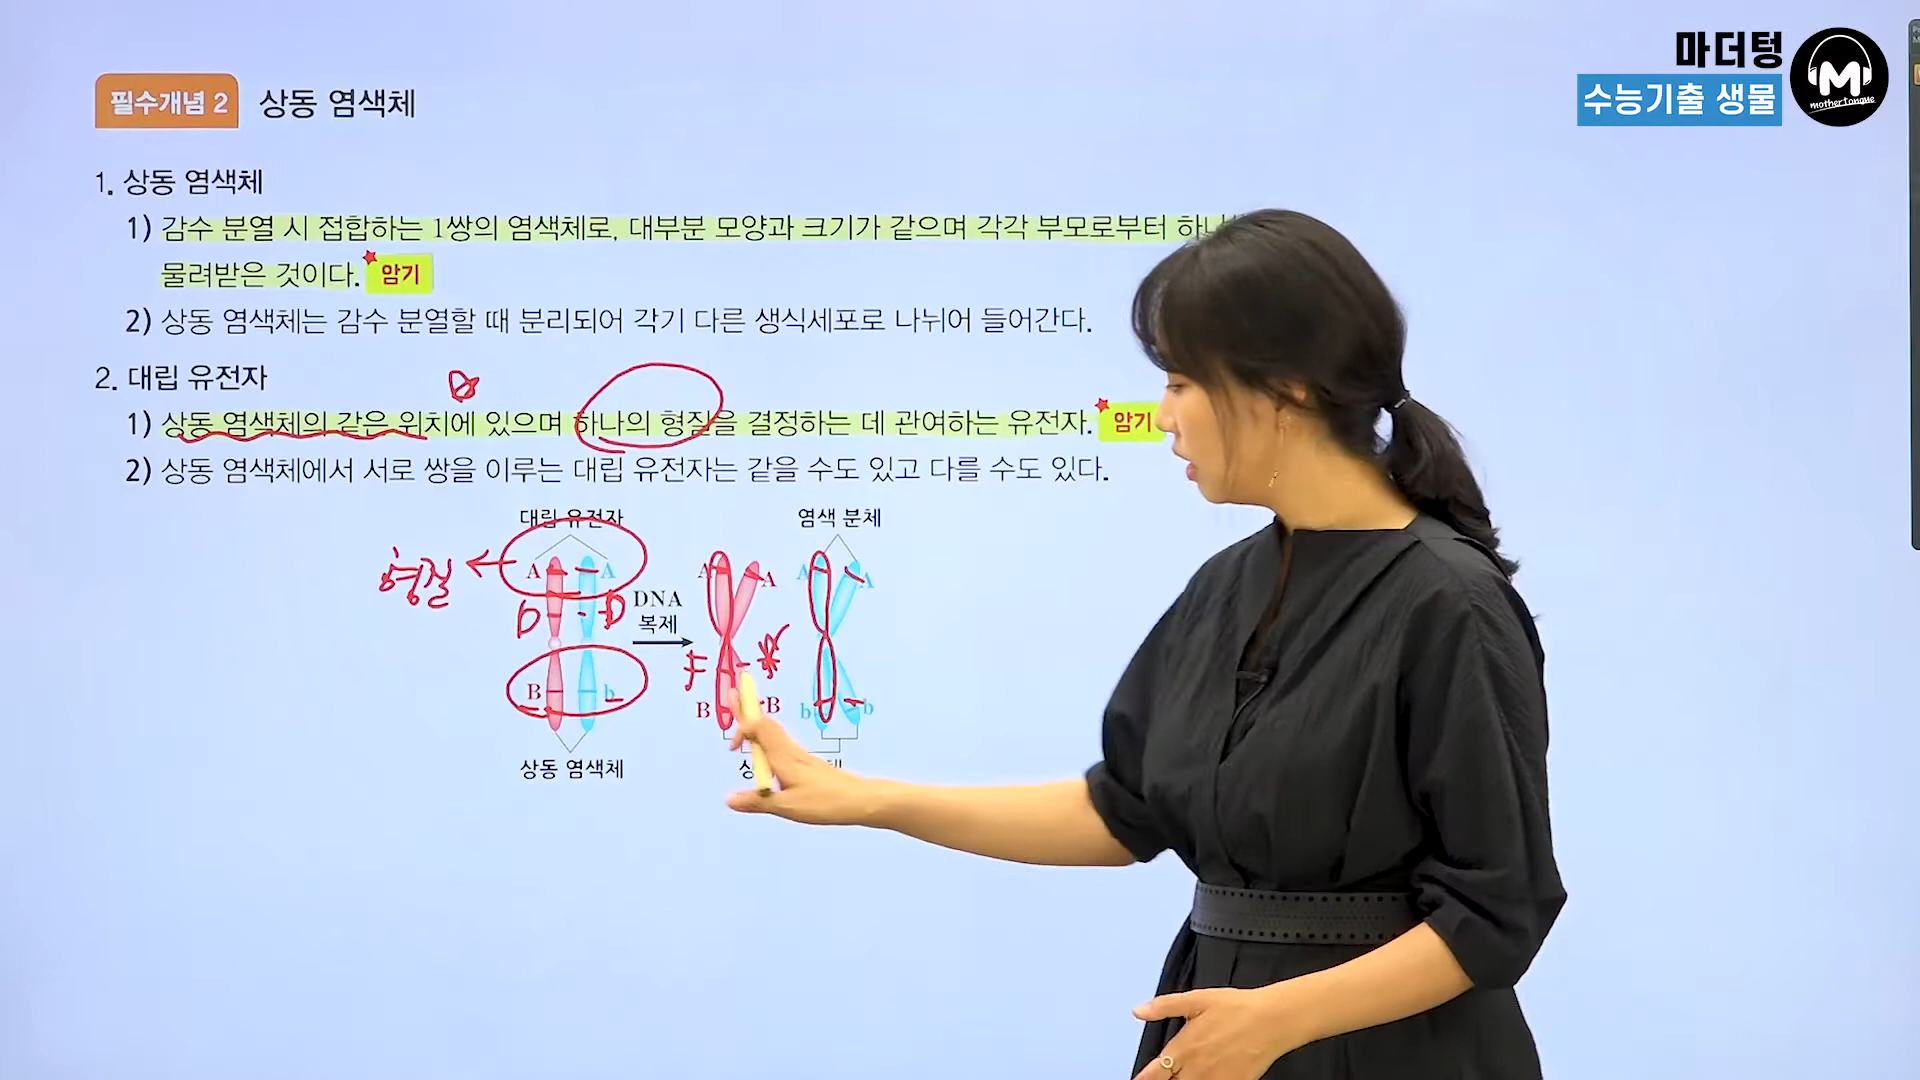 마더텅
수능기출 생물
mothertongue
필수개념 2 상동 염색체
1. 상동 염색체
1) 감수 분열 시 접합하는 1쌍의 염색체로, 대부분 모양과 크기가 같으며 각각 부모로부터
물려받은 것이다. 암기
2) 상동 염색체는 감수 분열할 때 분리되어 각기 다른 생식세포로 나뉘어 들어간다.
2. 대립 유전자
1) 상동 염색체의 같은 위치에 있으며 하나의 형질을 결정하는 데 관여하는 유전자. 암기
2) 상동 염색체에서 서로 쌍을 이루는 대립 유전자는 같을 수도 있고 다를 수도 있다.
대립 유전자 염색 분체
형질 A A A A A A
D D DNA
복제
B b B B b b
상동 염색체